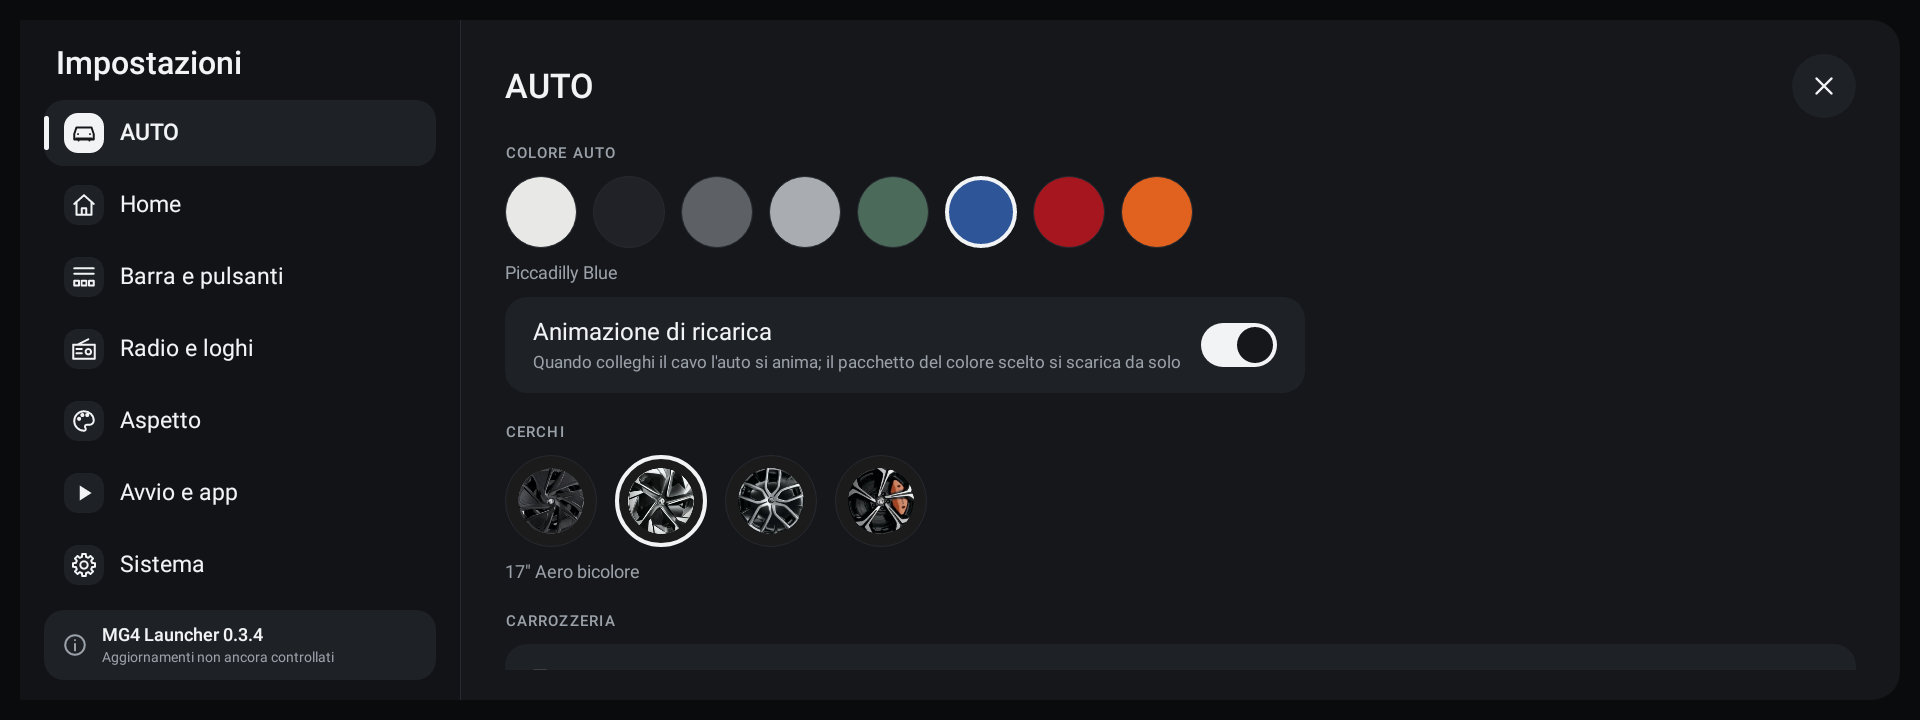 Impostazioni
AUTO
Home
Barra e pulsanti
Radio e loghi
Aspetto
Avvio e app
Sistema
MG4 Launcher 0.3.4
Aggiornamenti non ancora controllati
AUTO
COLORE AUTO
Piccadilly Blue
Animazione di ricarica
Quando colleghi il cavo l'auto si anima; il pacchetto del colore scelto si scarica da solo
CERCHI
17" Aero bicolore
CARROZZERIA